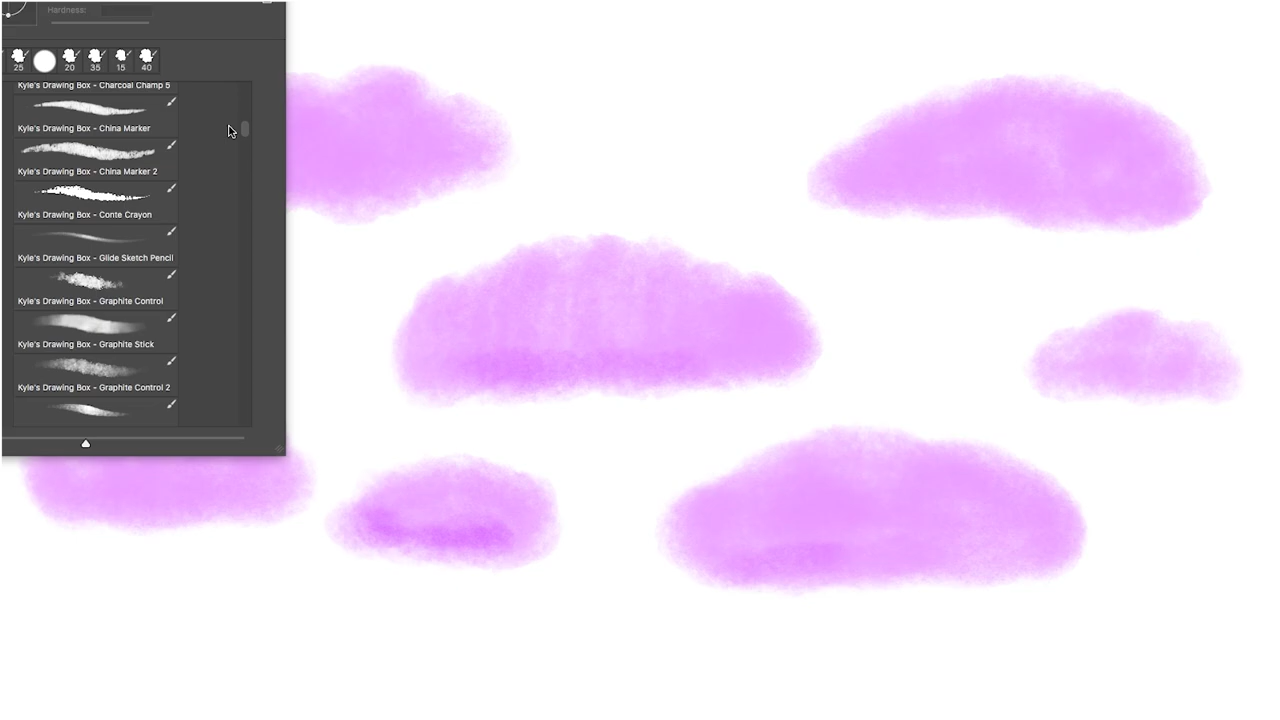 Hardness:
25 20 35 15 40
Kyle's Drawing Box - Charcoal Champ 5
Kyle's Drawing Box - China Marker
Kyle's Drawing Box - China Marker 2
Kyle's Drawing Box - Conte Crayon
Kyle's Drawing Box - Glide Sketch Pencil
Kyle's Drawing Box - Graphite Control
Kyle's Drawing Box - Graphite Stick
Kyle's Drawing Box - Graphite Control 2